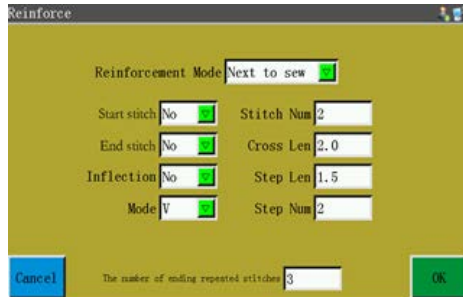 Reinforce
Reinforcement Mode Next to sew
Start stitch No Stitch Num 2
End stitch No Cross Len 2.0
Inflection No Step Len 1.5
Mode V Step Num 2
Cancel The number of ending repeated stitches 3 OK